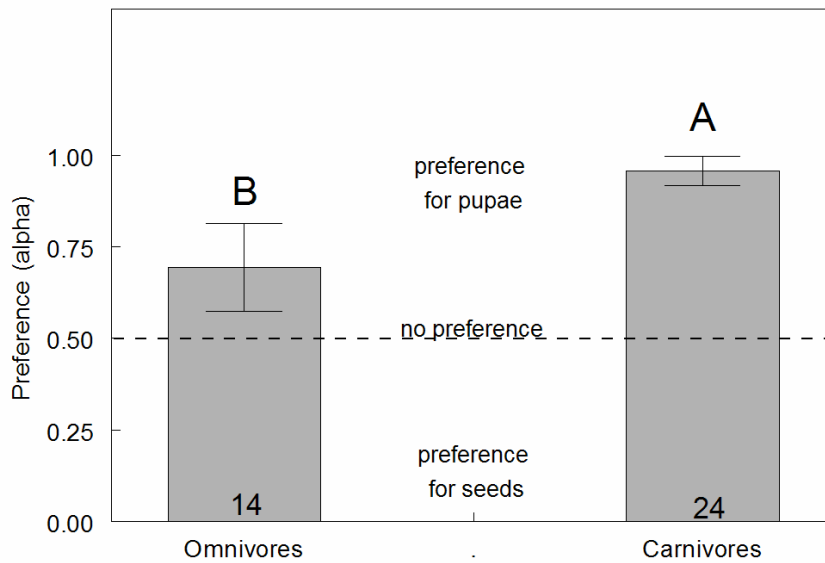 A
1.00
preference
for pupae
B
0.75
Preference (alpha)
no preference
0.50
0.25
preference
for seeds
14
24
0.00
Omnivores
.
Carnivores